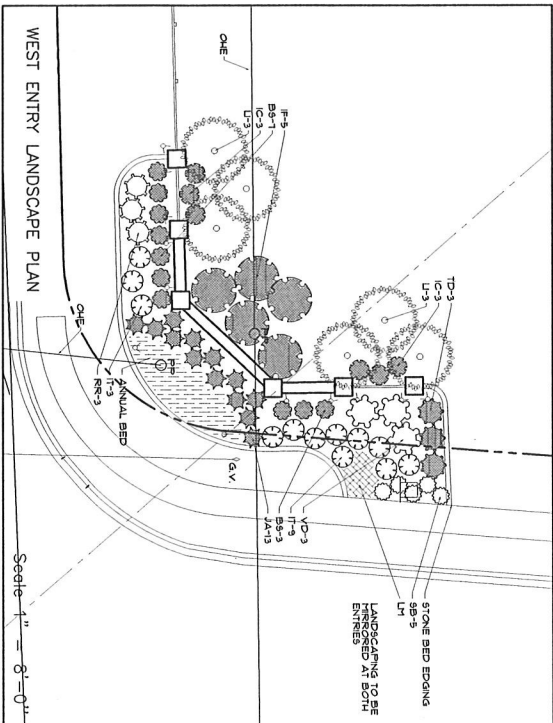 OHE
IF-5
BS-7
IC-3
LI-3
TD-3
IC-3
LI-3
STONE BED EDGING
SB-5
LM
LANDSCAPING TO BE
MIRRORED AT BOTH
ENTRIES
VD-3
IT-9
BS-3
JA-13
G.V.
PP
ANNUAL BED
IT-3
RR-3
OHE
WEST ENTRY LANDSCAPE PLAN
Scale 1" = 8'-0"